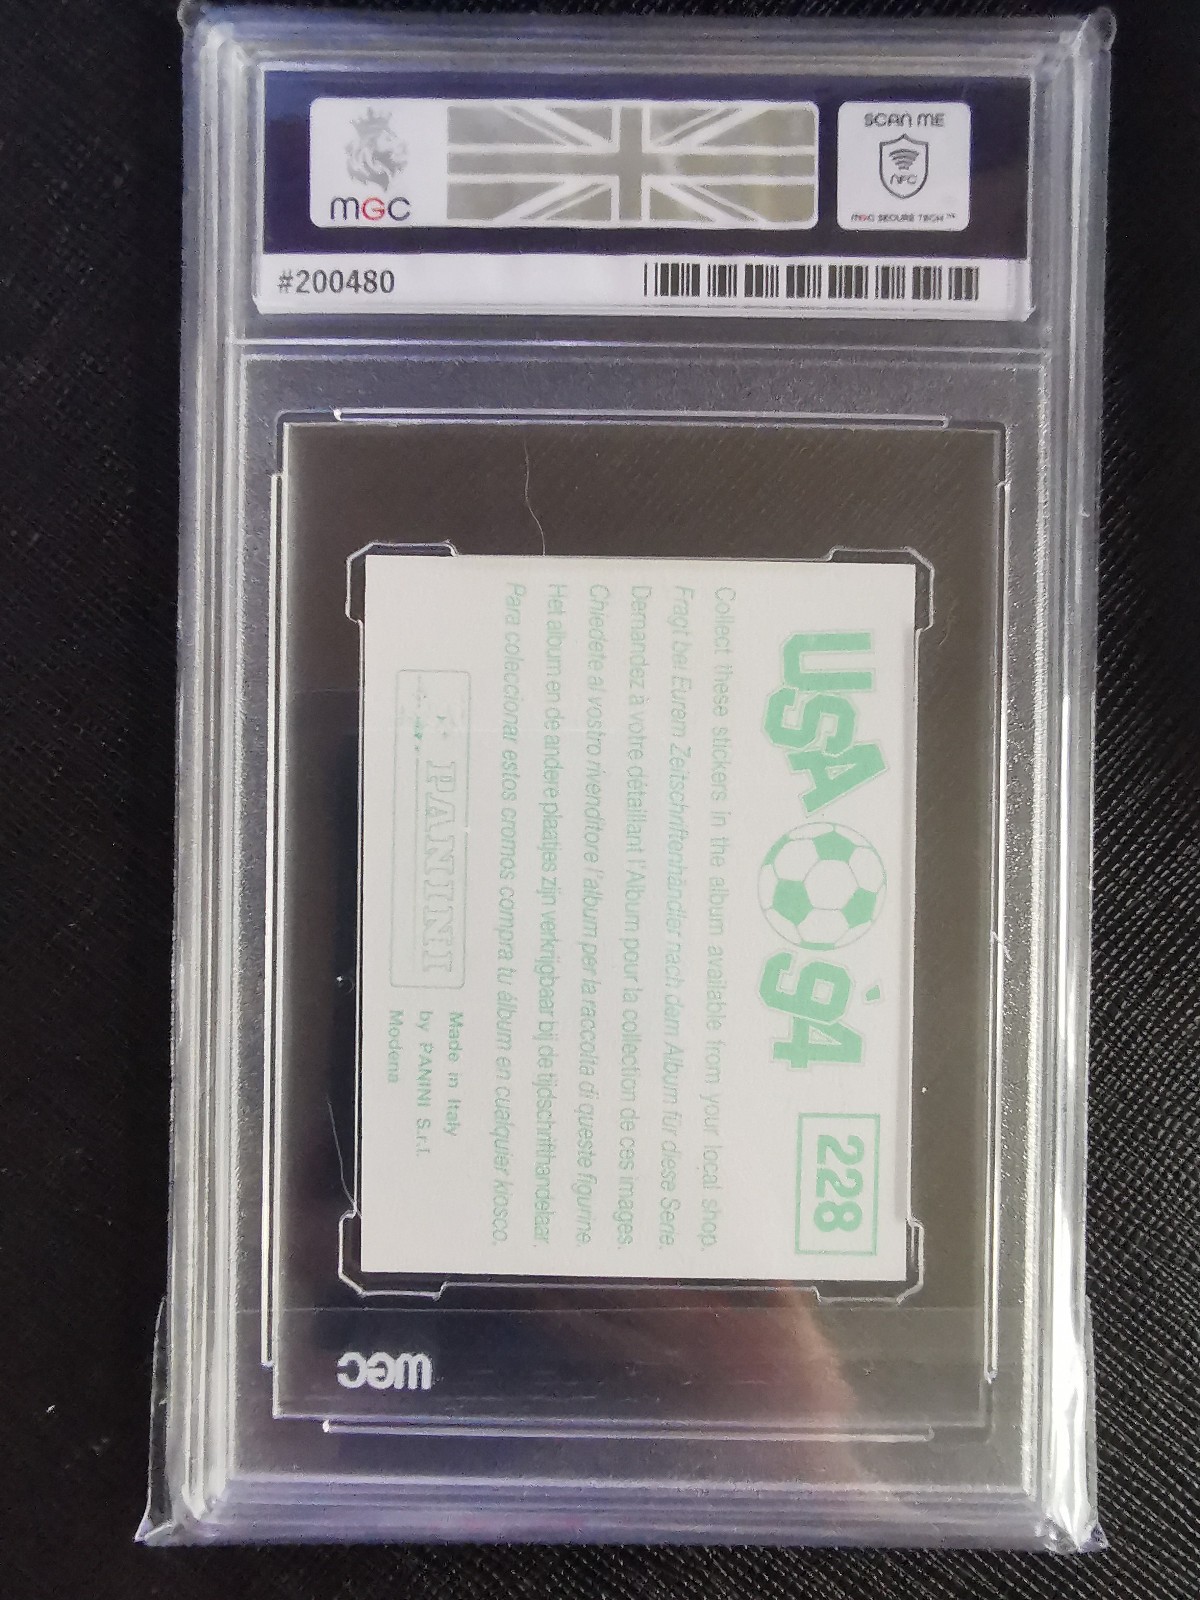 MGC
SCAN ME
NFC
MGC SECURE TECH™
#200480
USA '94
228
Collect these stickers in the album available from your local shop.
Fragt bei Eurem Zeitschriftenhändler nach dem Album für diese Serie.
Demandez à votre détaillant l'Album pour la collection de ces images.
Chiedete al vostro rivenditore l'album per la raccolta di queste figurine.
Het album en de andere plaatjes zijn verkrijgbaar bij de tijdschrifthandelaar.
Para coleccionar estos cromos compra tu álbum en cualquier kiosco.
PANINI
Made in Italy
by PANINI S.r.l.
Modena
MGC